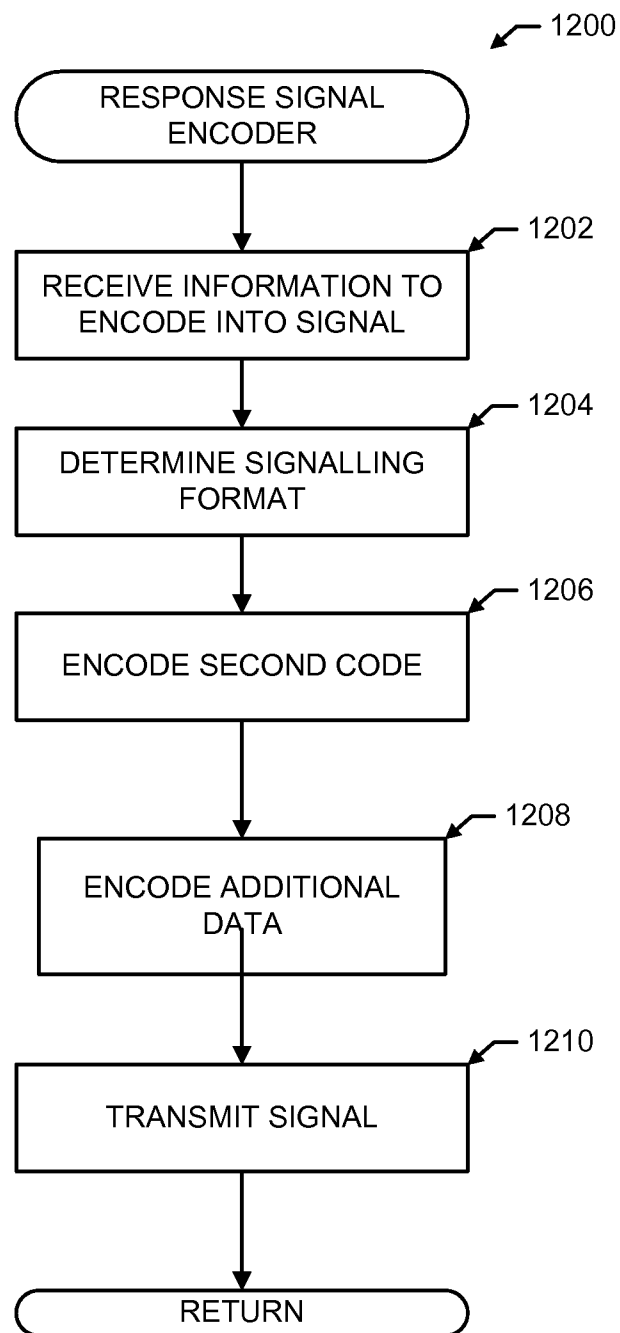 1200
RESPONSE SIGNAL
ENCODER
1202
RECEIVE INFORMATION TO
ENCODE INTO SIGNAL
1204
DETERMINE SIGNALLING
FORMAT
1206
ENCODE SECOND CODE
1208
ENCODE ADDITIONAL
DATA
1210
TRANSMIT SIGNAL
RETURN